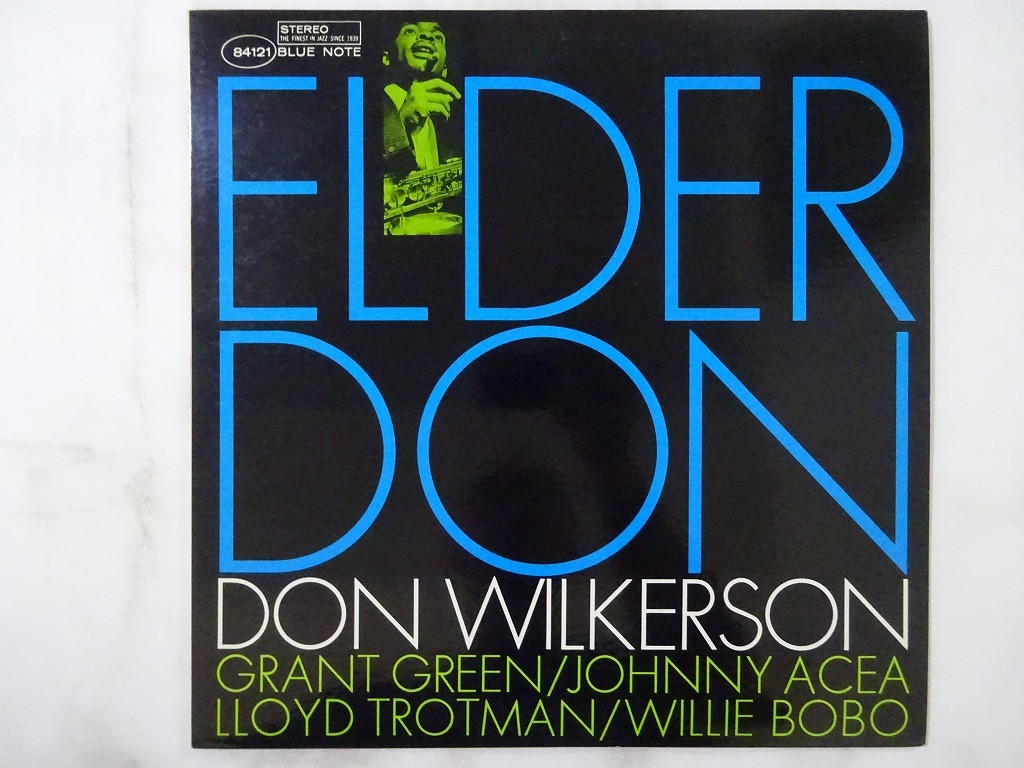 STEREO
THE FINEST IN JAZZ SINCE 1939
84121 BLUE NOTE
ELDER
DON
DON WILKERSON
GRANT GREEN/JOHNNY ACEA
LLOYD TROTMAN/WILLIE BOBO